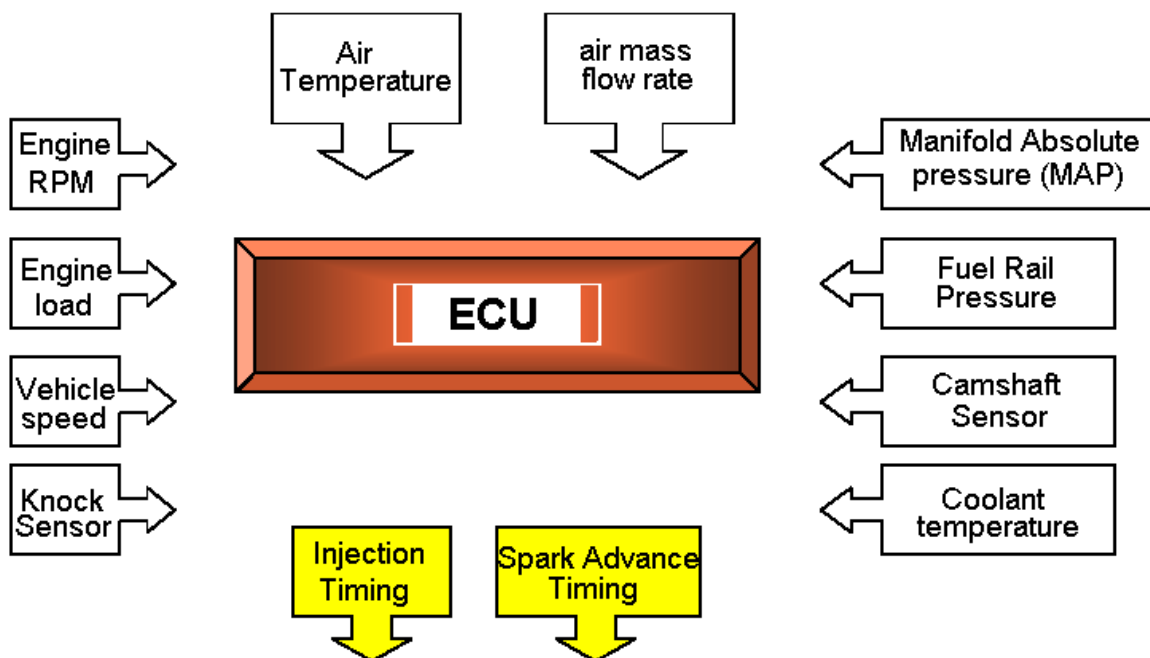 Air
Temperature
air mass
flow rate
Engine
RPM
Manifold Absolute
pressure (MAP)
Engine
load
ECU
Fuel Rail
Pressure
Vehicle
speed
Camshaft
Sensor
Knock
Sensor
Coolant
temperature
Injection
Timing
Spark Advance
Timing